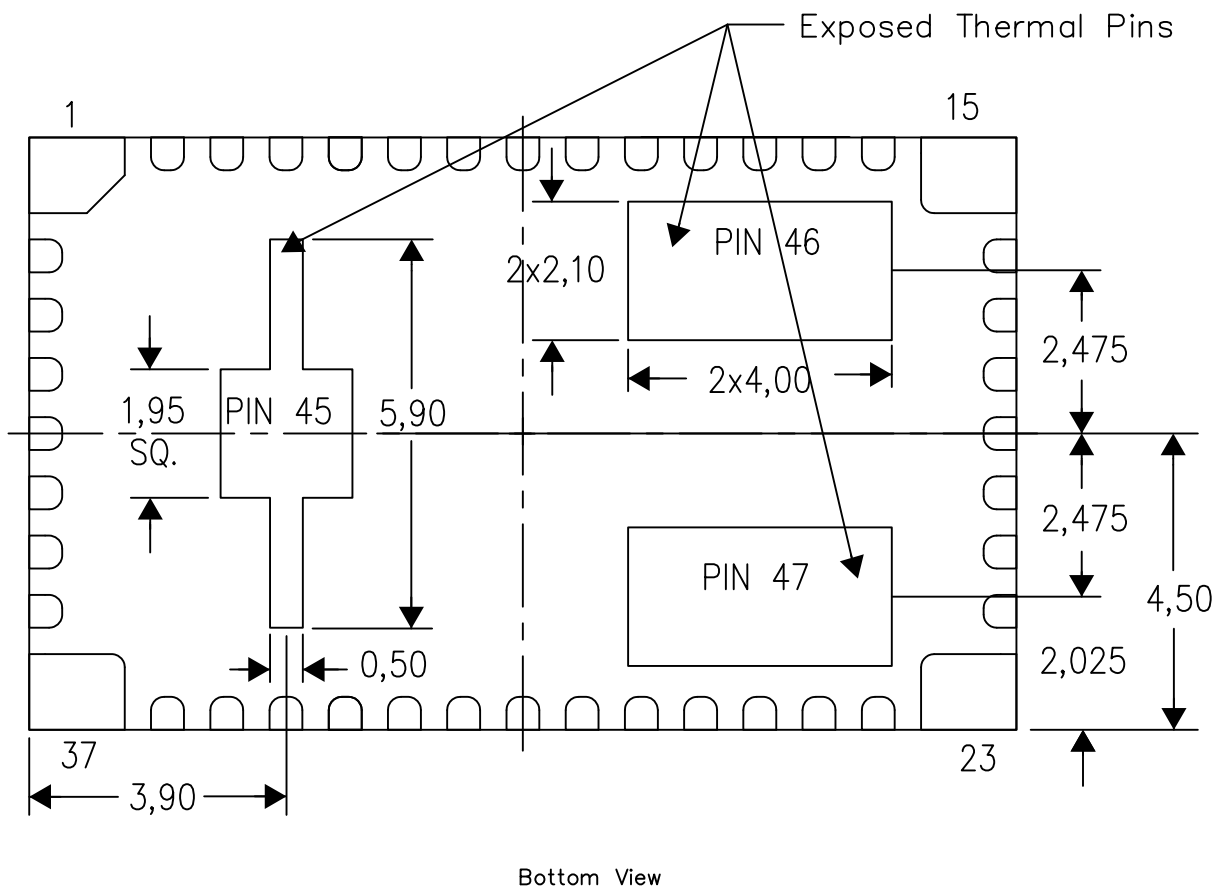 Exposed Thermal Pins
1
15
PIN 46
2x2,10
2,475
2x4,00
1,95
SQ.
PIN 45
5,90
2,475
PIN 47
4,50
0,50
2,025
37
23
3,90
Bottom View